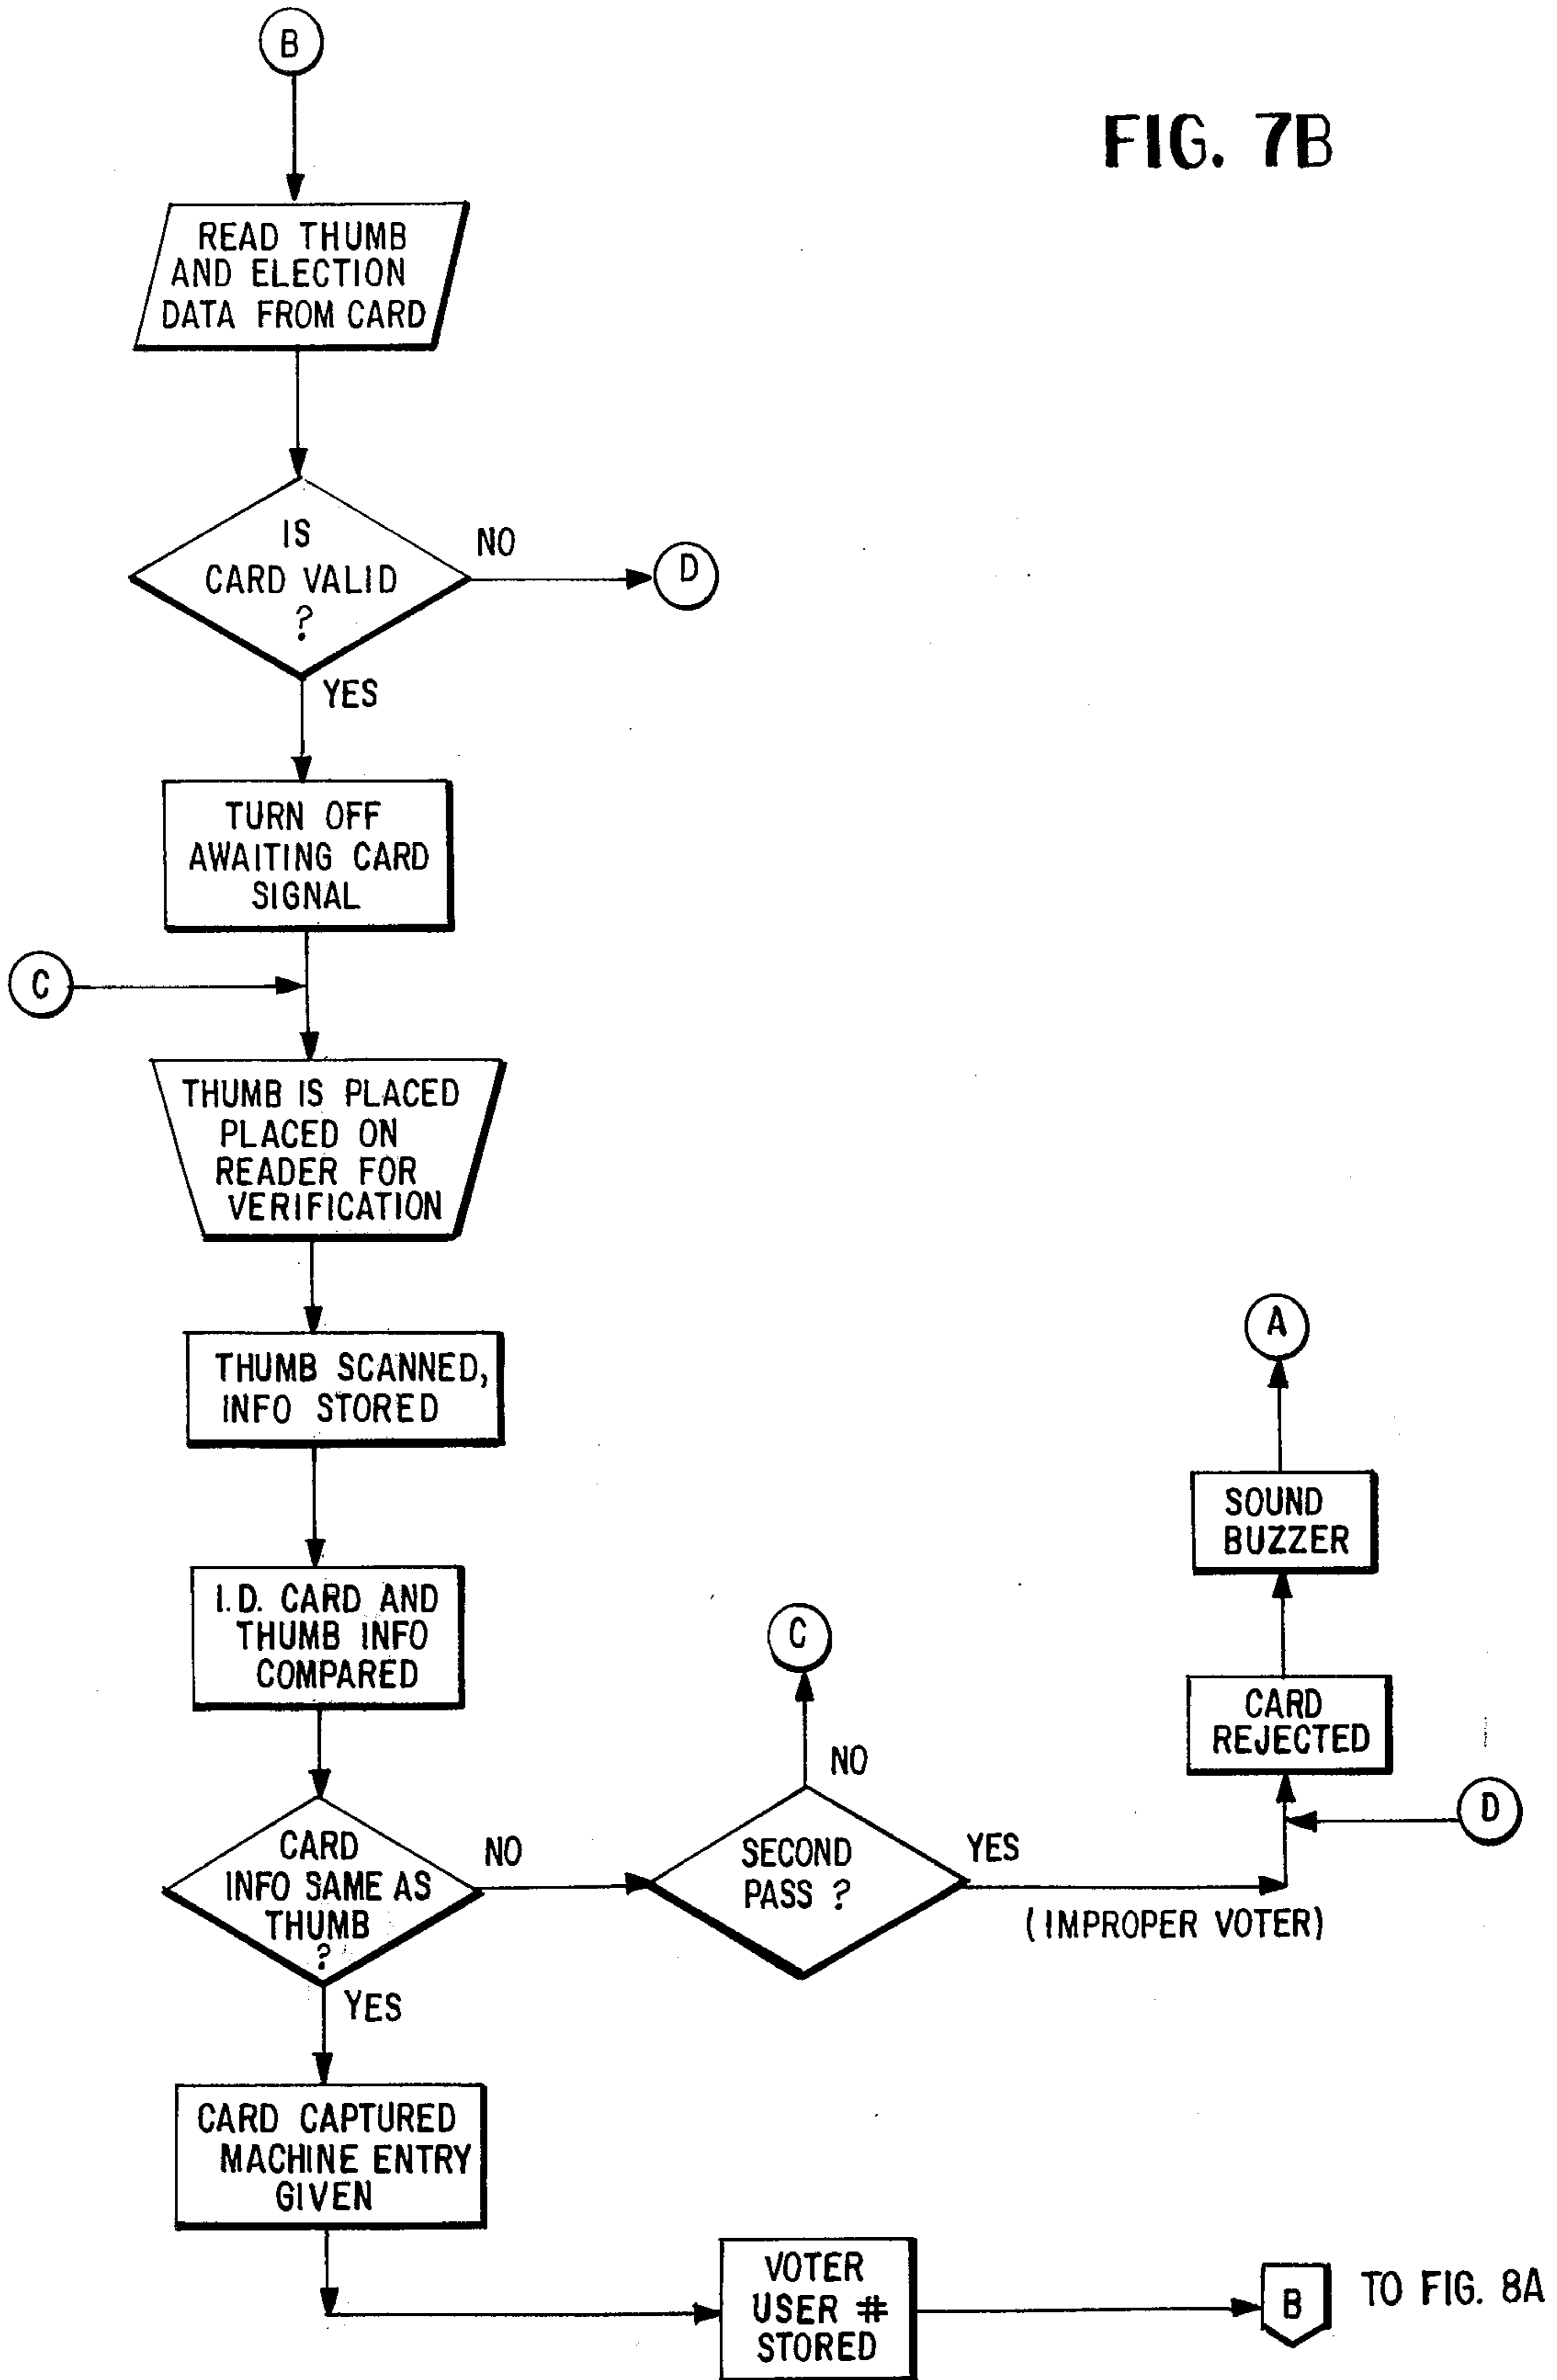 B
FIG. 7B
READ THUMB
AND ELECTION
DATA FROM CARD
IS
CARD VALID
?
NO
D
YES
TURN OFF
AWAITING CARD
SIGNAL
C
THUMB IS PLACED
PLACED ON
READER FOR
VERIFICATION
THUMB SCANNED,
INFO STORED
I.D. CARD AND
THUMB INFO
COMPARED
CARD
INFO SAME AS
THUMB
?
NO
SECOND
PASS ?
NO
C
YES
(IMPROPER VOTER)
D
CARD
REJECTED
SOUND
BUZZER
A
YES
CARD CAPTURED
MACHINE ENTRY
GIVEN
VOTER
USER #
STORED
B
TO FIG. 8A